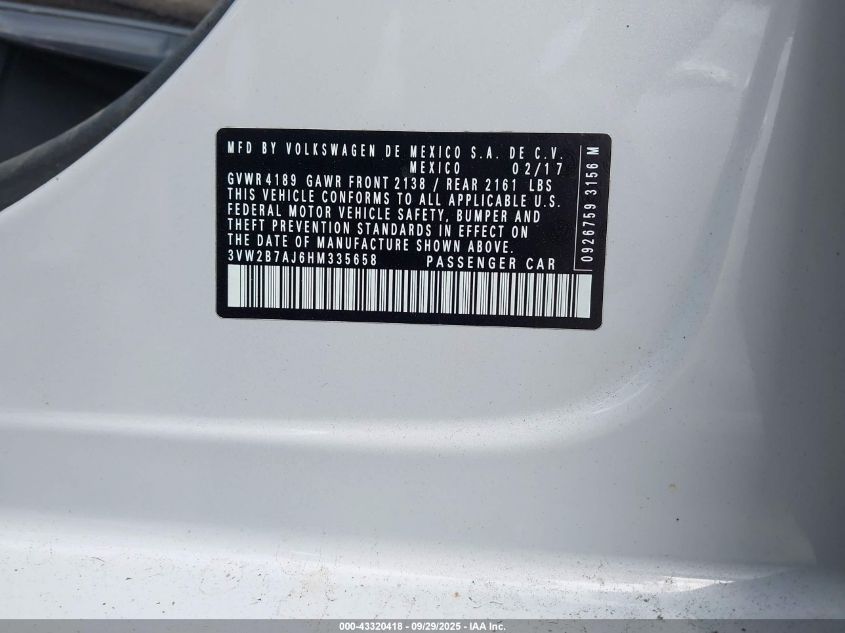 MFD BY VOLKSWAGEN DE MEXICO S.A. DE C.V.
MEXICO 02/17
GVWR 4189 GAWR FRONT 2138 / REAR 2161 LBS
THIS VEHICLE CONFORMS TO ALL APPLICABLE U.S.
FEDERAL MOTOR VEHICLE SAFETY, BUMPER AND
THEFT PREVENTION STANDARDS IN EFFECT ON
THE DATE OF MANUFACTURE SHOWN ABOVE.
3VW2B7AJ6HM335658 PASSENGER CAR
0926759 3156 M
000-43320418 - 09/29/2025 - IAA Inc.